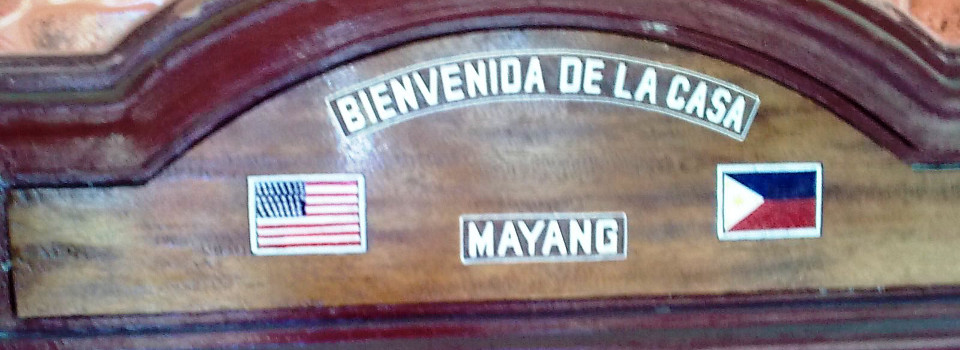 BIENVENIDA DE LA CASA
MAYANG